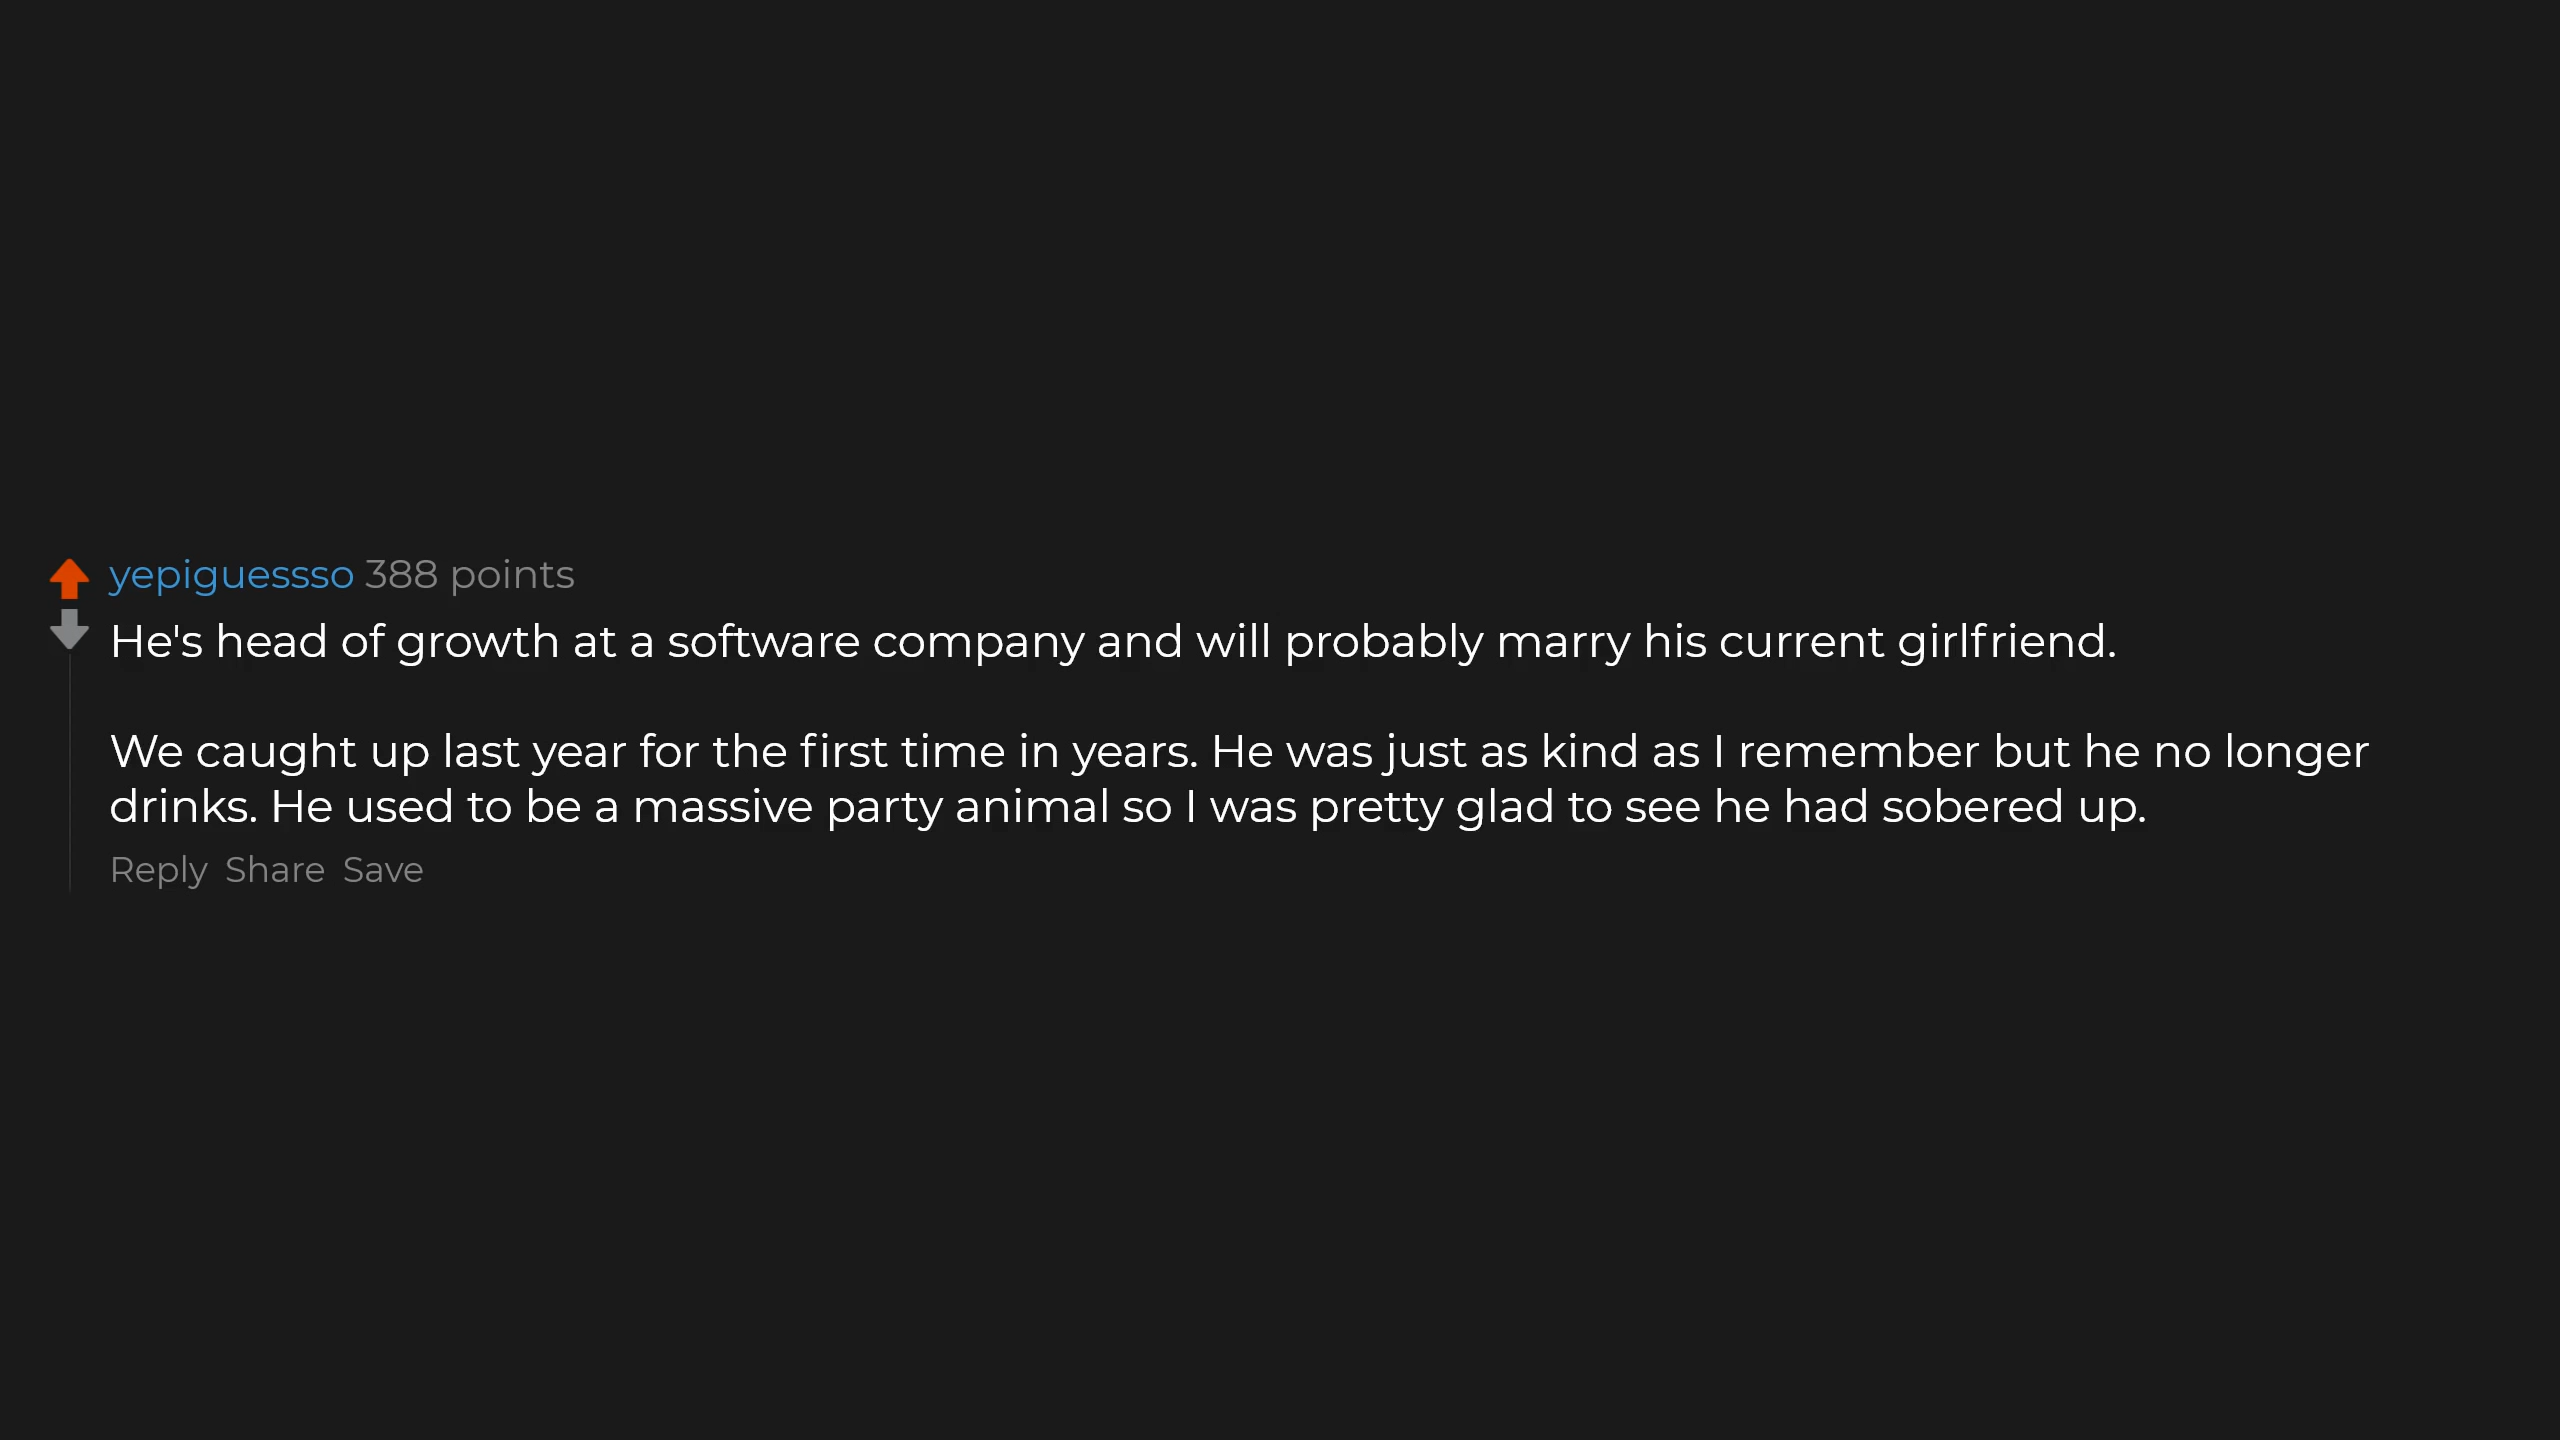 yepiguessso 388 points
He's head of growth at a software company and will probably marry his current girlfriend.
We caught up last year for the first time in years. He was just as kind as I remember but he no longer
drinks. He used to be a massive party animal so I was pretty glad to see he had sobered up.
Reply Share Save